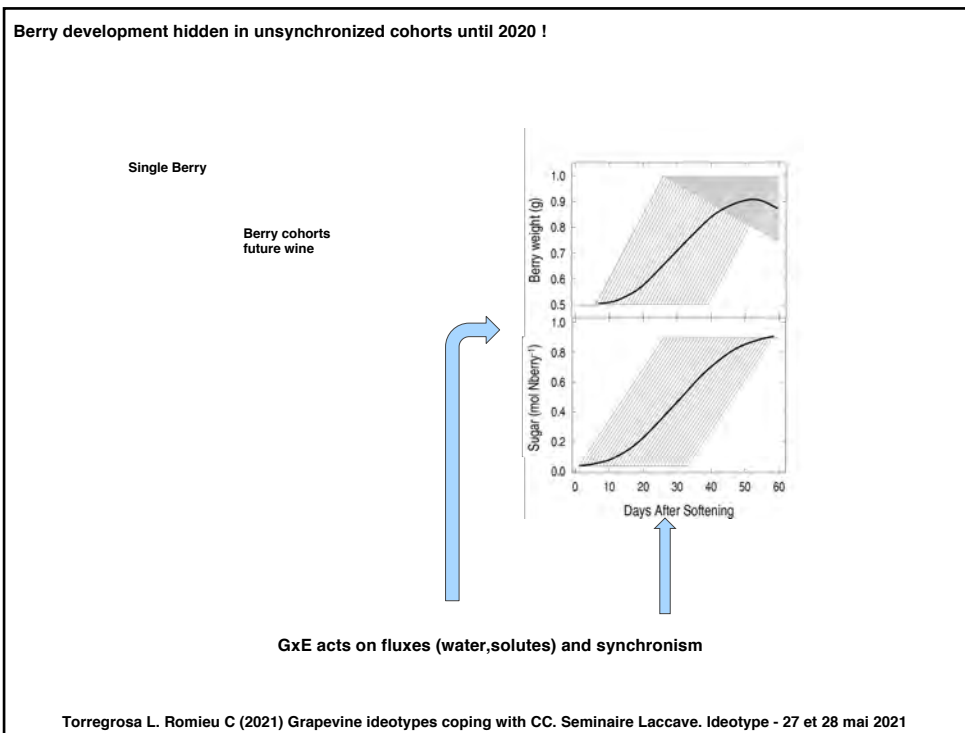 Berry development hidden in unsynchronized cohorts until 2020 !
Single Berry
Berry cohorts
future wine
Berry weight (g)
1.0
0.9
0.8
0.7
0.6
0.5
Sugar (mol Nberry⁻¹)
1.0
0.8
0.6
0.4
0.2
0.0
0 10 20 30 40 50 60
Days After Softening
GxE acts on fluxes (water,solutes) and synchronism
Torregrosa L. Romieu C (2021) Grapevine ideotypes coping with CC. Seminaire Laccave. Ideotype - 27 et 28 mai 2021